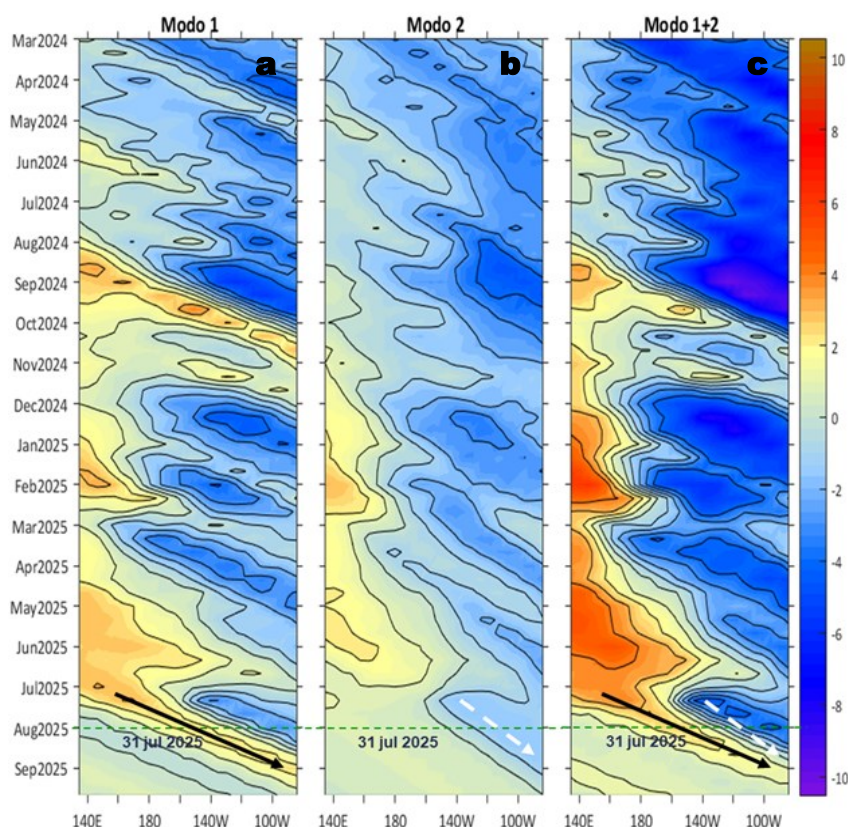 Modo 1 Modo 2 Modo 1+2
a b c
Mar2024
Apr2024
May2024
Jun2024
Jul2024
Aug2024
Sep2024
Oct2024
Nov2024
Dec2024
Jan2025
Feb2025
Mar2025
Apr2025
May2025
Jun2025
Jul2025
Aug2025
Sep2025
31 jul 2025 31 jul 2025 31 jul 2025
140E 180 140W 100W 140E 180 140W 100W 140E 180 140W 100W
10
8
6
4
2
0
-2
-4
-6
-8
-10